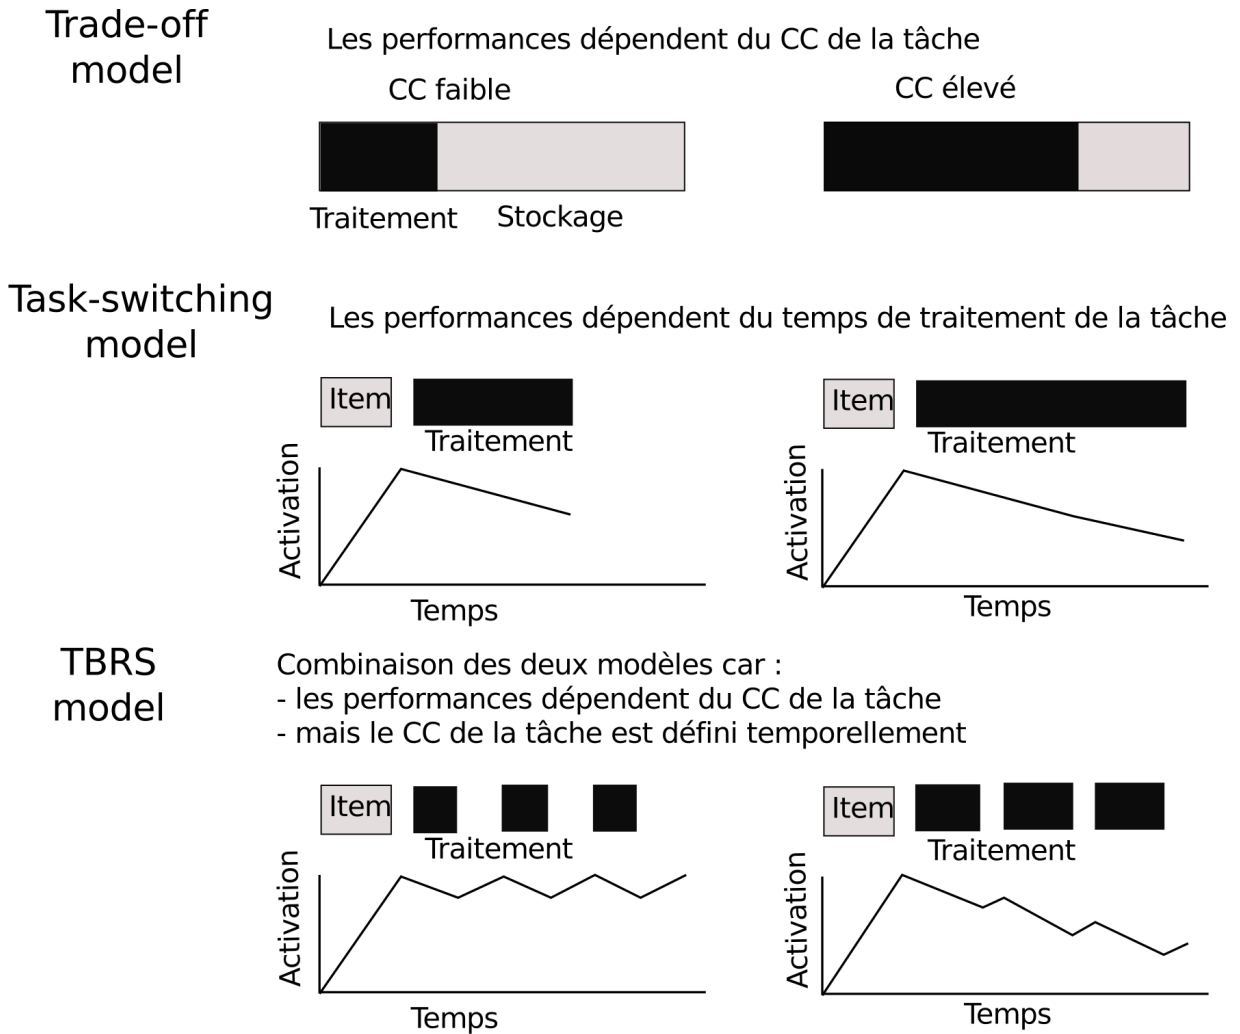 Trade-off
model
Les performances dépendent du CC de la tâche
CC faible
CC élevé
Traitement
Stockage
Task-switching
model
Les performances dépendent du temps de traitement de la tâche
Item
Traitement
Activation
Temps
Item
Traitement
Activation
Temps
TBRS
model
Combinaison des deux modèles car :
- les performances dépendent du CC de la tâche
- mais le CC de la tâche est défini temporellement
Item
Traitement
Activation
Temps
Item
Traitement
Activation
Temps